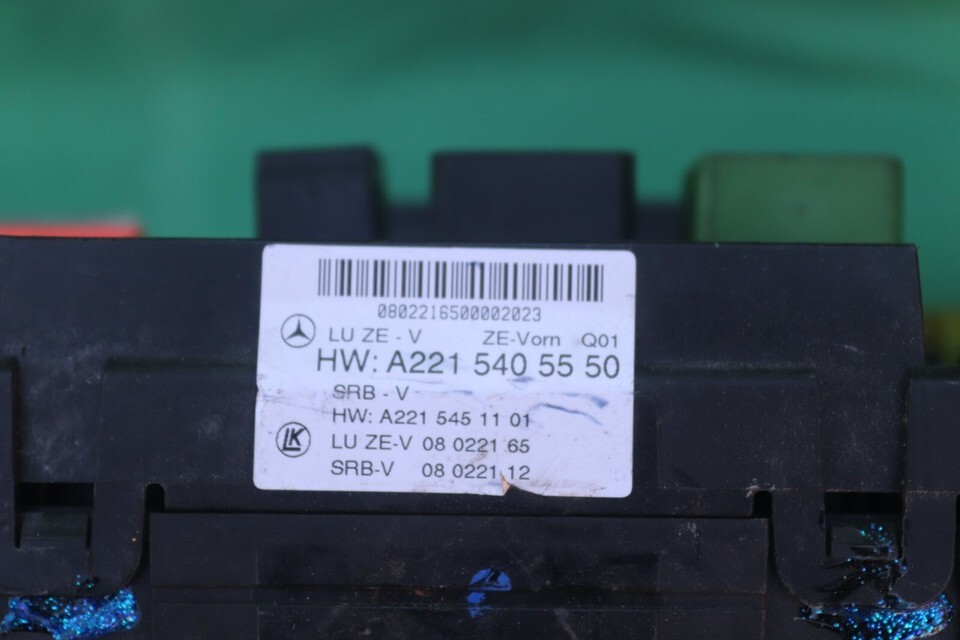 0802216500002023
LU ZE - V ZE-Vorn Q01
HW: A221 540 55 50
SRB - V
HW: A221 545 11 01
LK
LU ZE-V 08 0221 65
SRB-V 08 0221 12